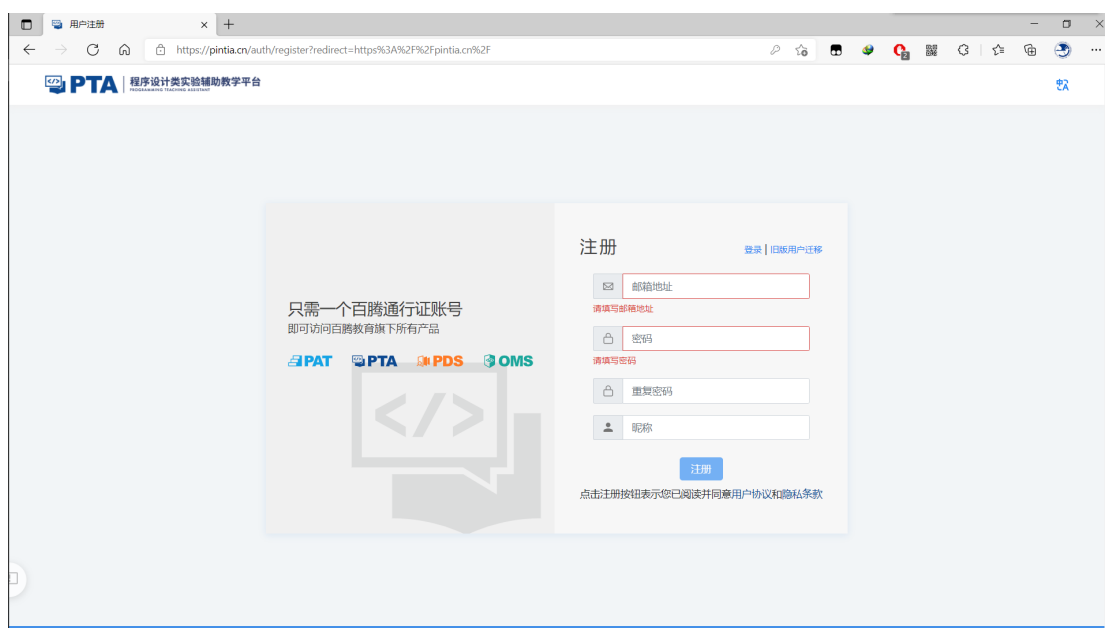 用户注册
https://pintia.cn/auth/register?redirect=https%3A%2F%2Fpintia.cn%2F
2
PTA 程序设计类实验辅助教学平台
PROGRAMMING TEACHING ASSISTANT
只需一个百腾通行证账号
即可访问百腾教育旗下所有产品
PAT PTA PDS OMS
注册
登录 | 旧版用户迁移
邮箱地址
请填写邮箱地址
密码
请填写密码
重复密码
昵称
注册
点击注册按钮表示您已阅读并同意用户协议和隐私条款